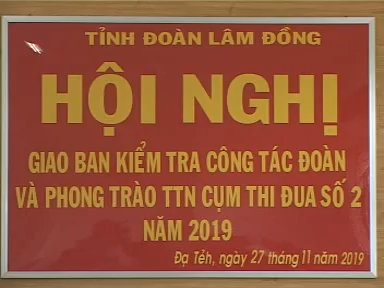 TỈNH ĐOÀN LÂM ĐỒNG
HỘI NGHỊ
GIAO BAN KIỂM TRA CÔNG TÁC ĐOÀN
VÀ PHONG TRÀO TTN CỤM THI ĐUA SỐ 2
NĂM 2019
Đạ Tẻh, ngày 27 tháng 11 năm 2019